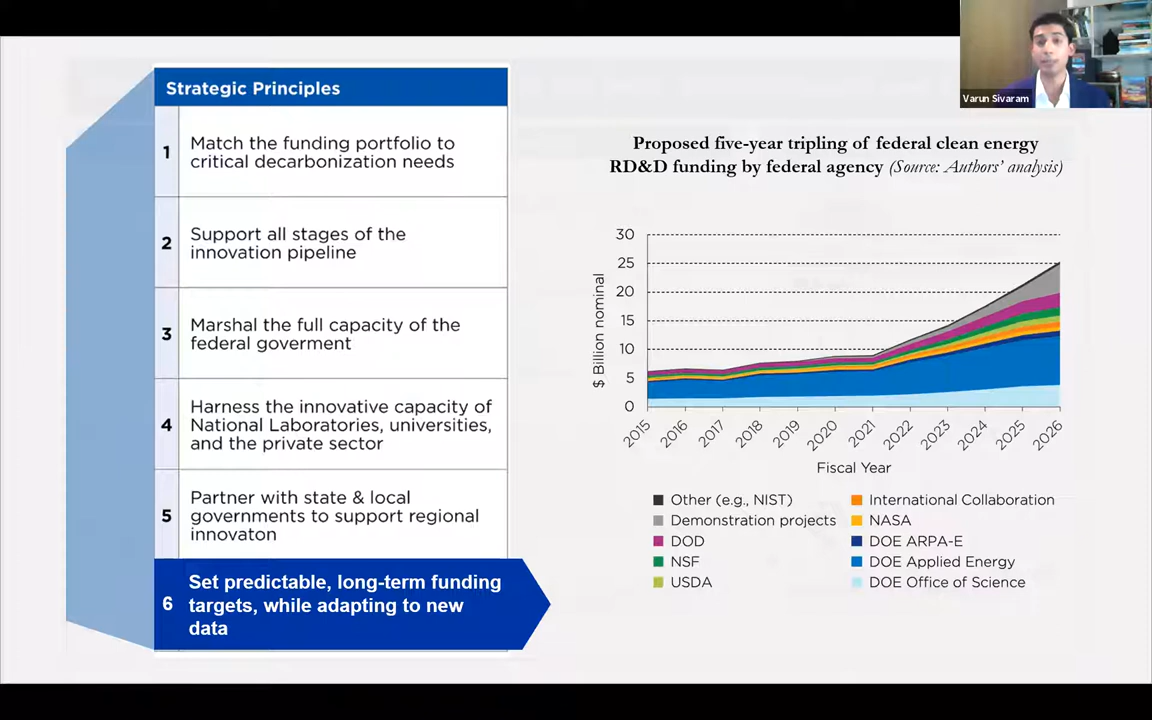 Varun Sivaram
Strategic Principles
1
Match the funding portfolio to
critical decarbonization needs
2
Support all stages of the
innovation pipeline
3
Marshal the full capacity of the
federal goverment
4
Harness the innovative capacity of
National Laboratories, universities,
and the private sector
5
Partner with state & local
governments to support regional
innovaton
6
Set predictable, long-term funding
targets, while adapting to new
data
Proposed five-year tripling of federal clean energy
RD&D funding by federal agency (Source: Authors' analysis)
$ Billion nominal
30
25
20
15
10
5
0
2015
2016
2017
2018
2019
2020
2021
2022
2023
2024
2025
2026
Fiscal Year
Other (e.g., NIST)
Demonstration projects
DOD
NSF
USDA
International Collaboration
NASA
DOE ARPA-E
DOE Applied Energy
DOE Office of Science